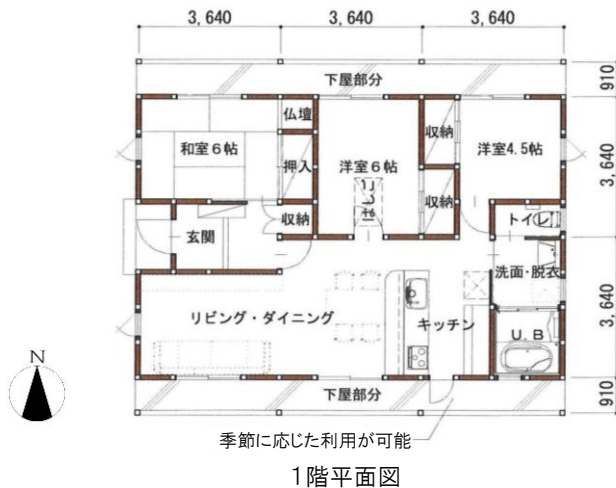 3,640 3,640 3,640
下屋部分
910
仏壇
和室6帖
収納
洋室4.5帖
押入
洋室6帖
3,640
ロフト
収納
収納
トイレ
玄関
洗面・脱衣
リビング・ダイニング
キッチン
3,640
U.B
N
下屋部分
910
季節に応じた利用が可能
1階平面図